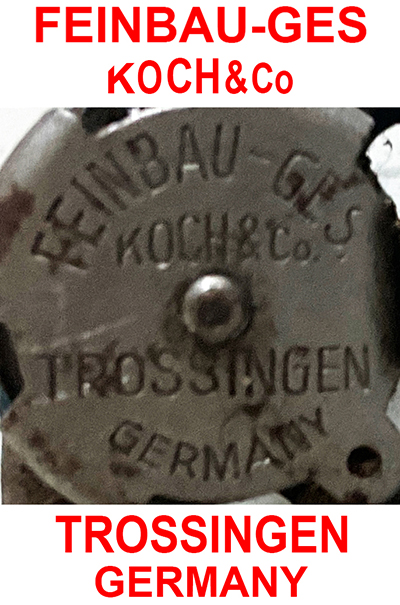 FEINBAU-GES
KOCH&Co
FEINBAU-GES
KOCH&Co.
TROSSINGEN
GERMANY
TROSSINGEN
GERMANY